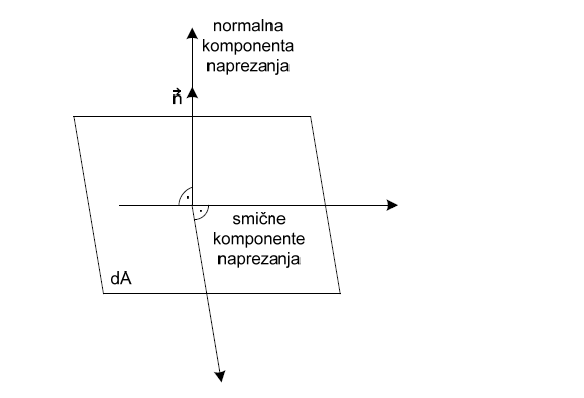 normalna
komponenta
naprezanja
n⃗
smične
komponente
naprezanja
dA